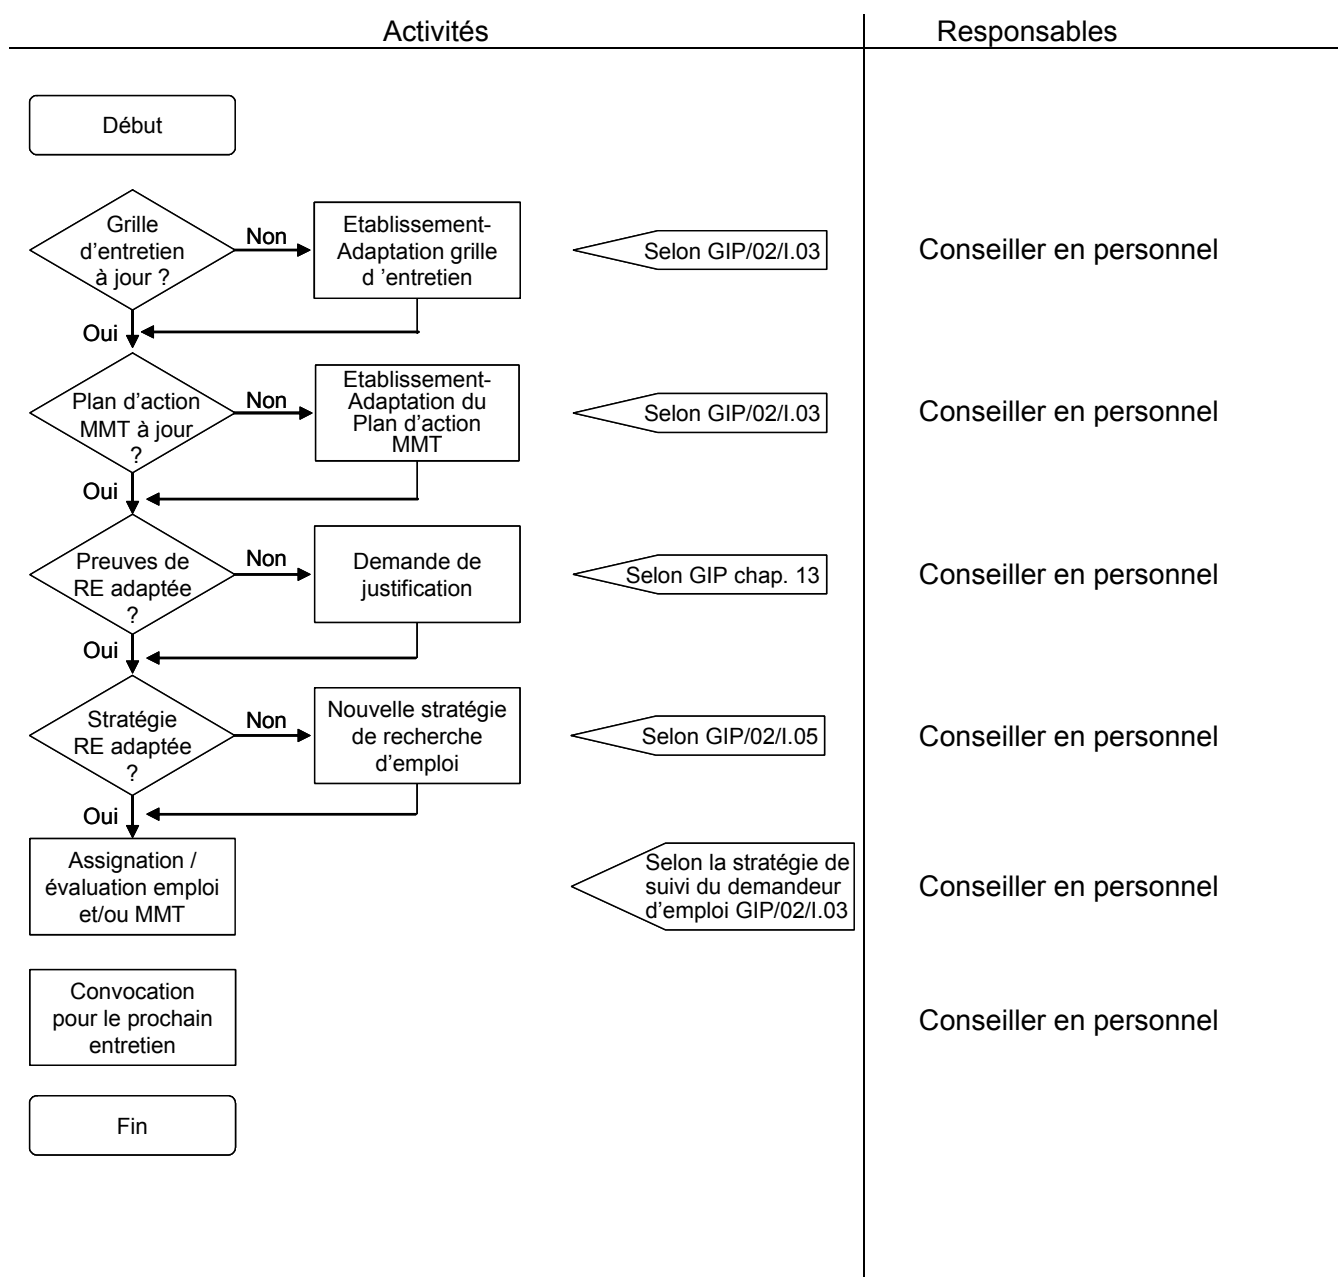 Activités
Responsables
Début
Grille
d'entretien
à jour ?
Non
Etablissement-
Adaptation grille
d 'entretien
Selon GIP/02/I.03
Conseiller en personnel
Oui
Plan d'action
MMT à jour
?
Non
Etablissement-
Adaptation du
Plan d'action
MMT
Selon GIP/02/I.03
Conseiller en personnel
Oui
Preuves de
RE adaptée
?
Non
Demande de
justification
Selon GIP chap. 13
Conseiller en personnel
Oui
Stratégie
RE adaptée
?
Non
Nouvelle stratégie
de recherche
d'emploi
Selon GIP/02/I.05
Conseiller en personnel
Oui
Assignation /
évaluation emploi
et/ou MMT
Selon la stratégie de
suivi du demandeur
d'emploi GIP/02/I.03
Conseiller en personnel
Convocation
pour le prochain
entretien
Conseiller en personnel
Fin